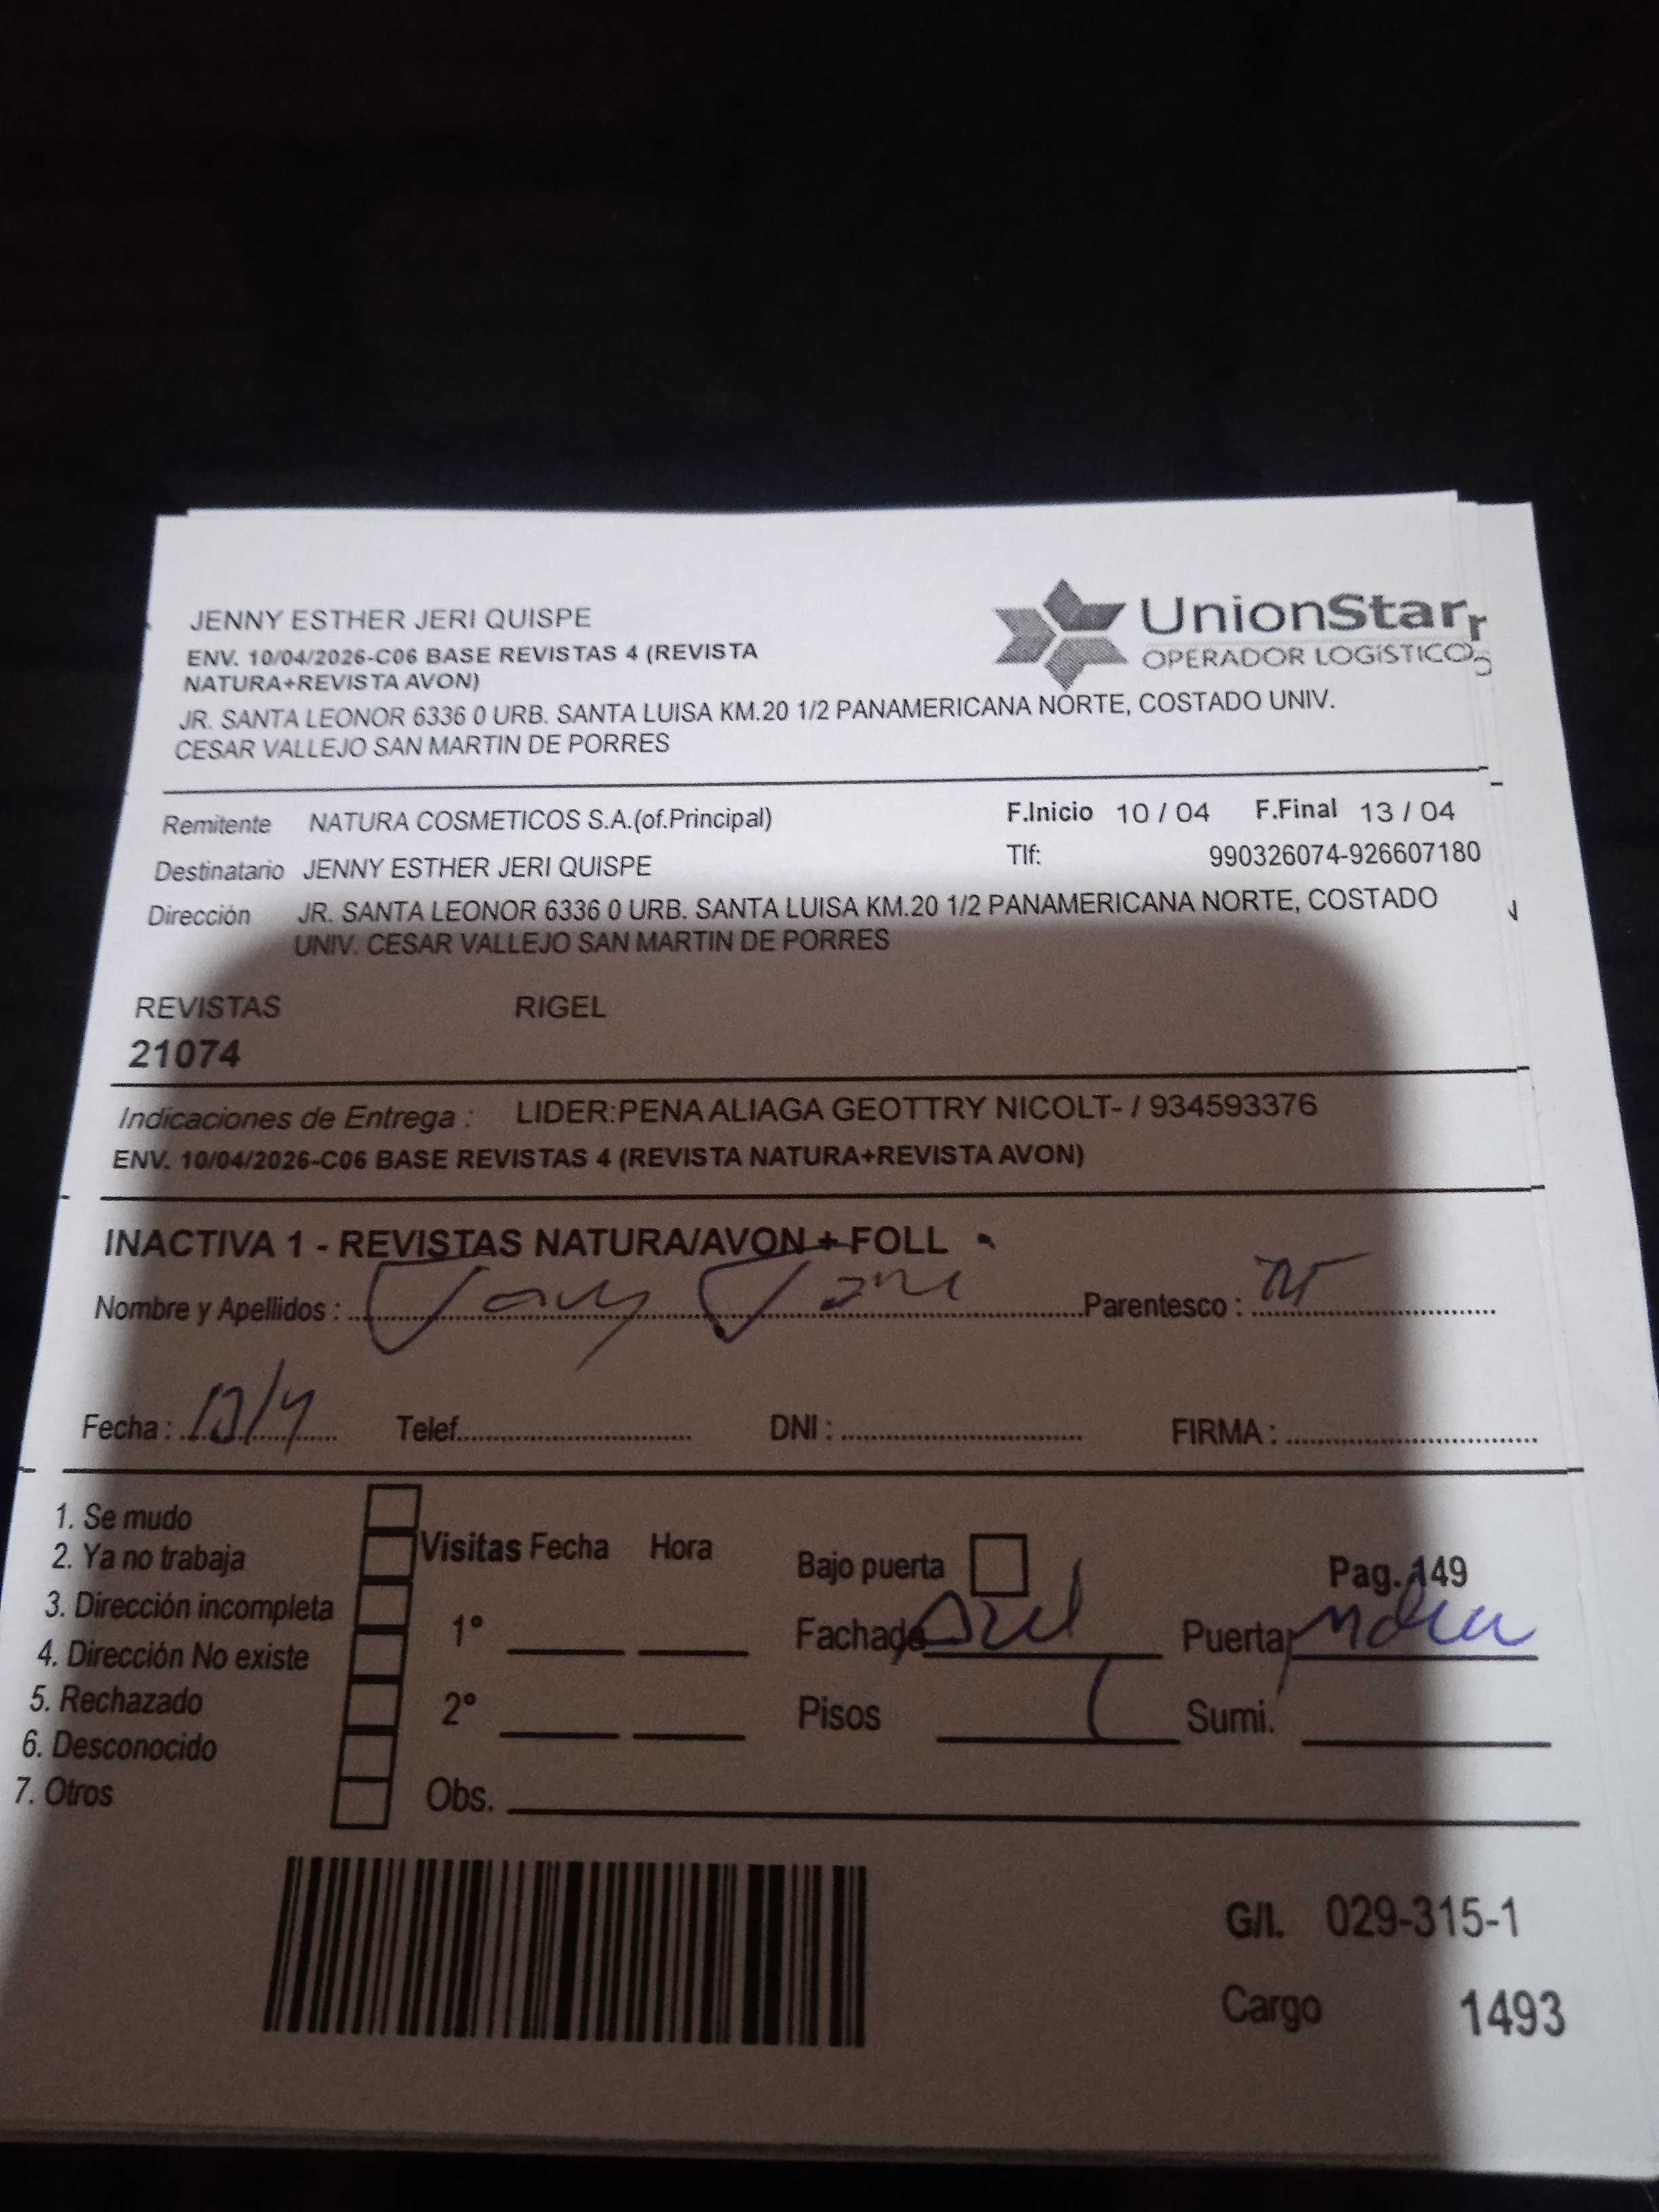 JENNY ESTHER JERI QUISPE
ENV. 10/04/2026-C06 BASE REVISTAS 4 (REVISTA
NATURA+REVISTA AVON)
JR. SANTA LEONOR 6336 0 URB. SANTA LUISA KM.20 1/2 PANAMERICANA NORTE, COSTADO UNIV.
CESAR VALLEJO SAN MARTIN DE PORRES
UnionStar
OPERADOR LOGÍSTICO
Remitente NATURA COSMETICOS S.A.(of.Principal) F.Inicio 10 / 04 F.Final 13 / 04
Destinatario JENNY ESTHER JERI QUISPE Tlf: 990326074-926607180
Dirección JR. SANTA LEONOR 6336 0 URB. SANTA LUISA KM.20 1/2 PANAMERICANA NORTE, COSTADO
UNIV. CESAR VALLEJO SAN MARTIN DE PORRES
REVISTAS RIGEL
21074
Indicaciones de Entrega : LIDER:PENA ALIAGA GEOTTRY NICOLT- / 934593376
ENV. 10/04/2026-C06 BASE REVISTAS 4 (REVISTA NATURA+REVISTA AVON)
INACTIVA 1 - REVISTAS NATURA/AVON + FOLL
Nombre y Apellidos : Parentesco :
Fecha : Telef. DNI : FIRMA :
1. Se mudo
2. Ya no trabaja
3. Dirección incompleta
4. Dirección No existe
5. Rechazado
6. Desconocido
7. Otros
Visitas Fecha Hora
1°
2°
Obs.
Bajo puerta Pag. 149
Fachada Puerta
Pisos 1 Sumi.
G/I. 029-315-1
Cargo 1493